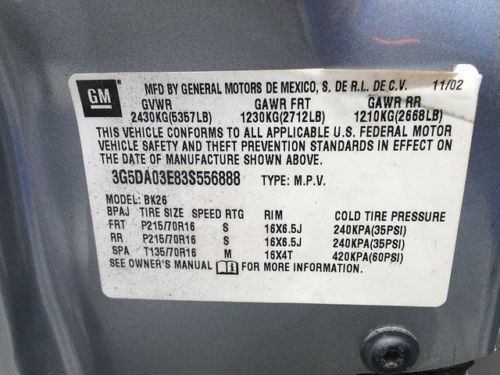 GM MFD BY GENERAL MOTORS DE MEXICO, S. DE R.L. DE C.V. 11/02
GVWR GAWR FRT GAWR RR
2430KG(5357LB) 1230KG(2712LB) 1210KG(2668LB)
THIS VEHICLE CONFORMS TO ALL APPLICABLE U.S. FEDERAL MOTOR
VEHICLE SAFETY AND THEFT PREVENTION STANDARDS IN EFFECT ON
THE DATE OF MANUFACTURE SHOWN ABOVE.
3G5DA03E83S556888 TYPE: M.P.V.
MODEL: BK26
BPAJ TIRE SIZE SPEED RTG RIM COLD TIRE PRESSURE
FRT P215/70R16 S 16X6.5J 240KPA(35PSI)
RR P215/70R16 S 16X6.5J 240KPA(35PSI)
SPA T135/70R16 M 16X4T 420KPA(60PSI)
SEE OWNER'S MANUAL FOR MORE INFORMATION.